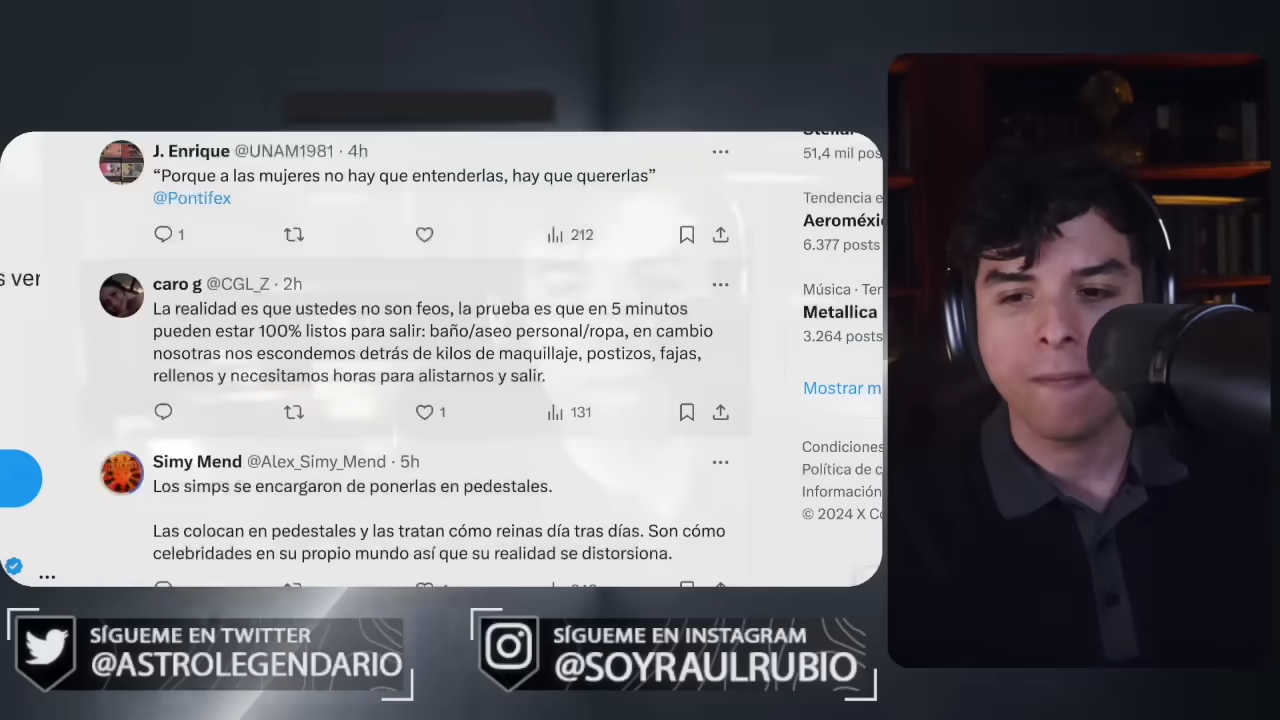 J. Enrique @UNAM1981 · 4h
“Porque a las mujeres no hay que entenderlas, hay que quererlas”
@Pontifex
1
212
caro g @CGL_Z · 2h
La realidad es que ustedes no son feos, la prueba es que en 5 minutos
pueden estar 100% listos para salir: baño/aseo personal/ropa, en cambio
nosotras nos escondemos detrás de kilos de maquillaje, postizos, fajas,
rellenos y necesitamos horas para alistarnos y salir.
1
131
Simy Mend @Alex_Simy_Mend · 5h
Los simps se encargaron de ponerlas en pedestales.
Las colocan en pedestales y las tratan cómo reinas día tras días. Son cómo
celebridades en su propio mundo así que su realidad se distorsiona.
s ver
51,4 mil pos
Tendencia e
Aeroméxi
6.377 posts
Música · Ten
Metallica
3.264 posts
Mostrar m
Condiciones
Política de c
Información
© 2024 X Co
SÍGUEME EN TWITTER
@ASTROLEGENDARIO
SÍGUEME EN INSTAGRAM
@SOYRAULRUBIO